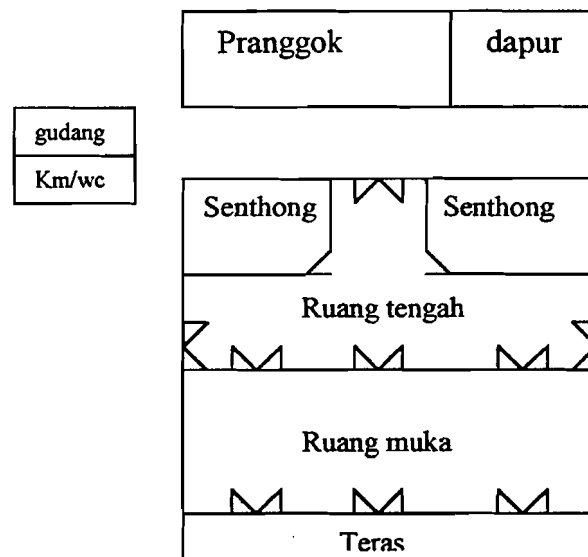 Pranggok
dapur
gudang
Km/wc
Senthong
Senthong
Ruang tengah
Ruang muka
Teras